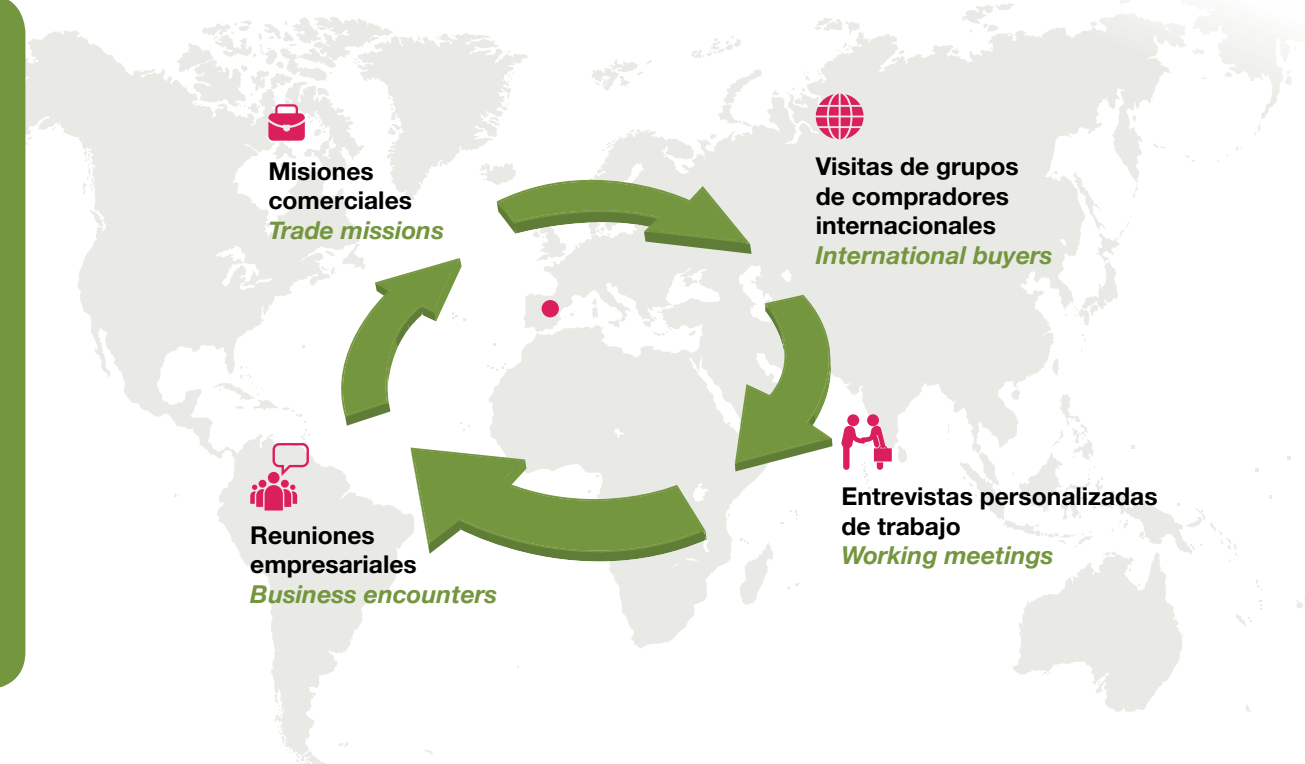 Misiones
comerciales
Trade missions
Visitas de grupos
de compradores
internacionales
International buyers
Entrevistas personalizadas
de trabajo
Working meetings
Reuniones
empresariales
Business encounters